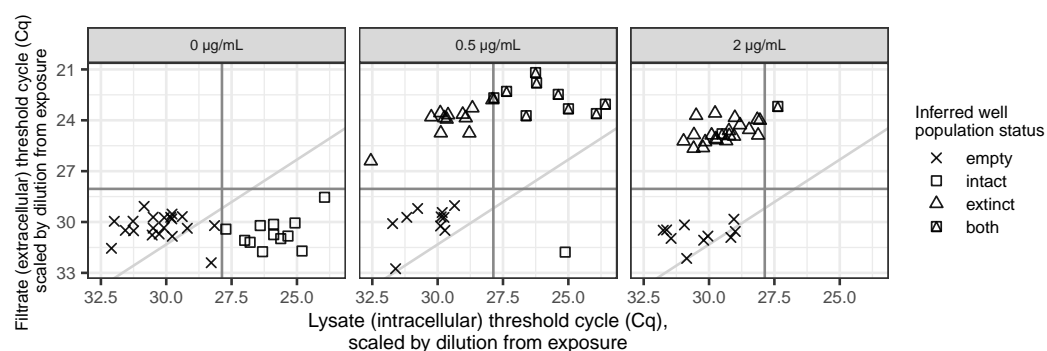 0 µg/mL
0.5 µg/mL
2 µg/mL
Filtrate (extracellular) threshold cycle (Cq)
scaled by dilution from exposure
21
24
27
30
33
32.5 30.0 27.5 25.0
32.5 30.0 27.5 25.0
32.5 30.0 27.5 25.0
Lysate (intracellular) threshold cycle (Cq),
scaled by dilution from exposure
Inferred well
population status
empty
intact
extinct
both